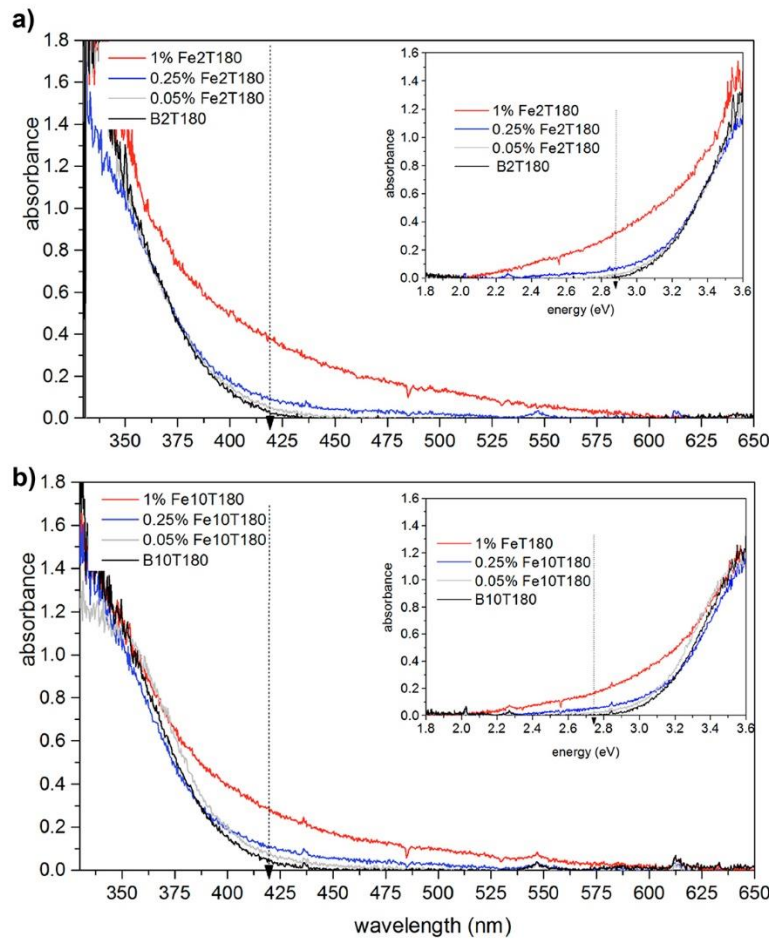 a)
1% Fe2T180
0.25% Fe2T180
0.05% Fe2T180
B2T180
absorbance
1.8
1.6
1.4
1.2
1.0
0.8
0.6
0.4
0.2
0.0
350 375 400 425 450 475 500 525 550 575 600 625 650
1% Fe2T180
0.25% Fe2T180
0.05% Fe2T180
B2T180
absorbance
1.6
1.4
1.2
1.0
0.8
0.6
0.4
0.2
0.0
1.8 2.0 2.2 2.4 2.6 2.8 3.0 3.2 3.4 3.6
energy (eV)
b)
1% Fe10T180
0.25% Fe10T180
0.05% Fe10T180
B10T180
absorbance
1.8
1.6
1.4
1.2
1.0
0.8
0.6
0.4
0.2
0.0
350 375 400 425 450 475 500 525 550 575 600 625 650
wavelength (nm)
1% FeT180
0.25% Fe10T180
0.05% Fe10T180
B10T180
absorbance
1.6
1.4
1.2
1.0
0.8
0.6
0.4
0.2
0.0
1.8 2.0 2.2 2.4 2.6 2.8 3.0 3.2 3.4 3.6
energy (eV)